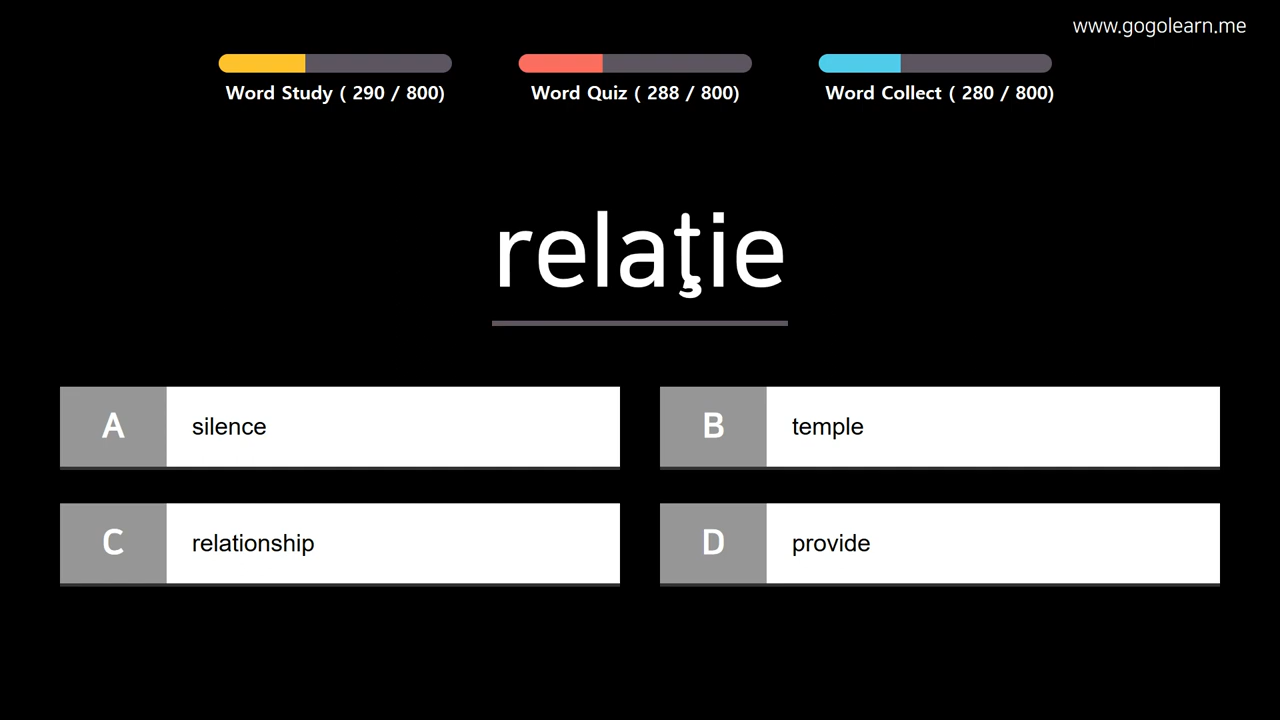 www.gogolearn.me
Word Study ( 290 / 800)
Word Quiz ( 288 / 800)
Word Collect ( 280 / 800)
relaţie
A silence
B temple
C relationship
D provide